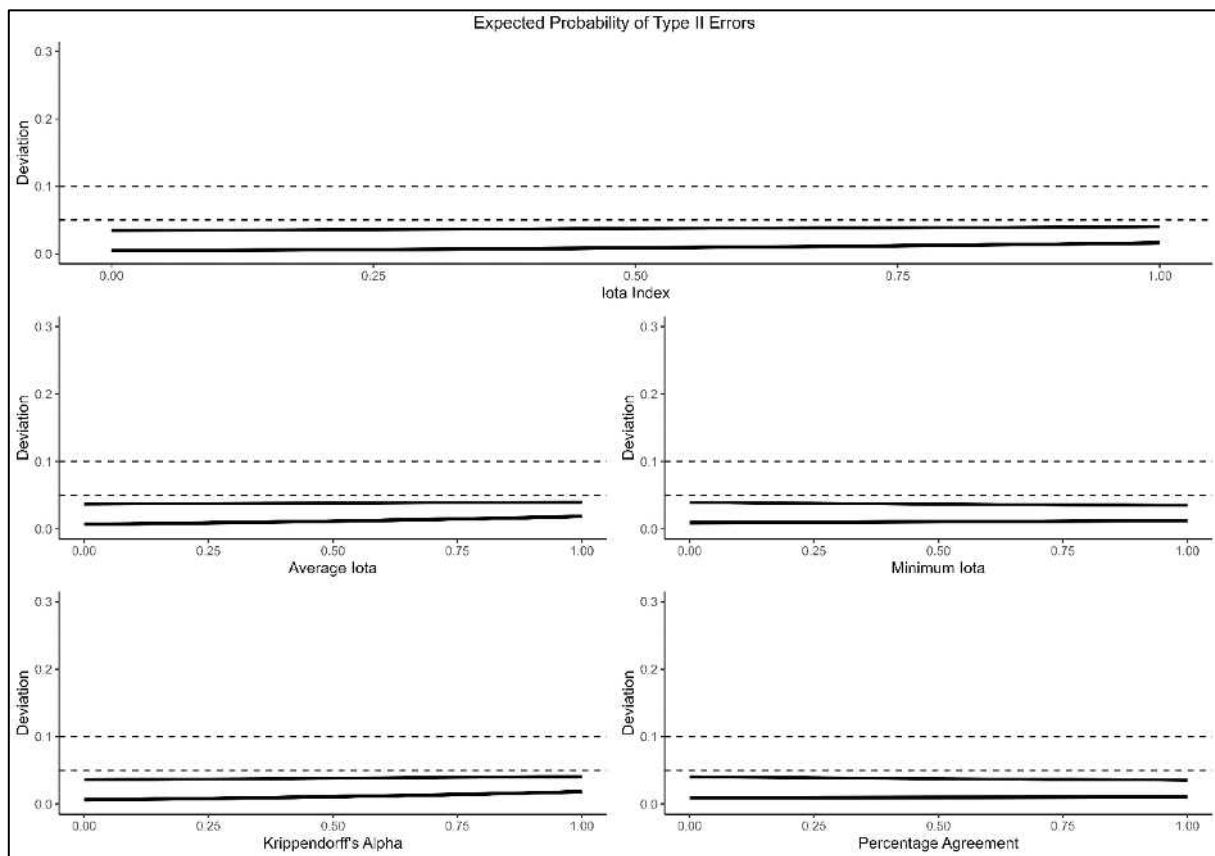 Expected Probability of Type II Errors
0.3
0.2
0.1
0.0
Deviation
0.00 0.25 0.50 0.75 1.00
Iota Index
0.3
0.2
0.1
0.0
Deviation
0.00 0.25 0.50 0.75 1.00
Average Iota
0.3
0.2
0.1
0.0
Deviation
0.00 0.25 0.50 0.75 1.00
Minimum Iota
0.3
0.2
0.1
0.0
Deviation
0.00 0.25 0.50 0.75 1.00
Krippendorff's Alpha
0.3
0.2
0.1
0.0
Deviation
0.00 0.25 0.50 0.75 1.00
Percentage Agreement